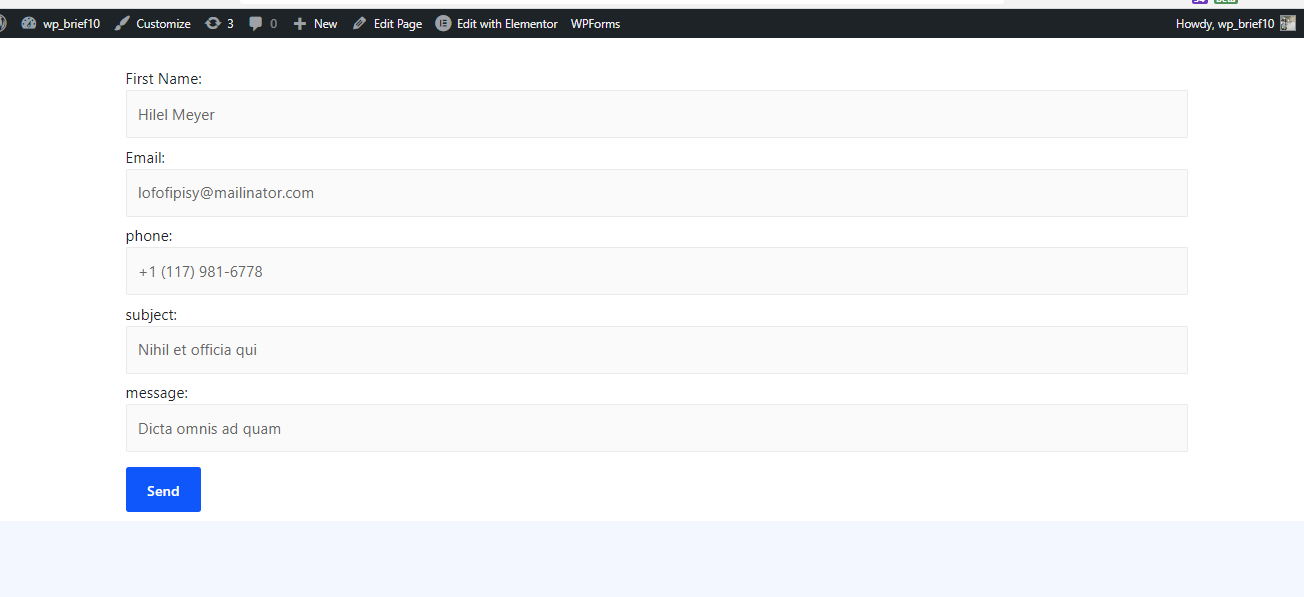 wp_brief10 Customize 3 0 New Edit Page Edit with Elementor WPForms Howdy, wp_brief10
First Name:
Hilel Meyer
Email:
lofofipisy@mailinator.com
phone:
+1 (117) 981-6778
subject:
Nihil et officia qui
message:
Dicta omnis ad quam
Send